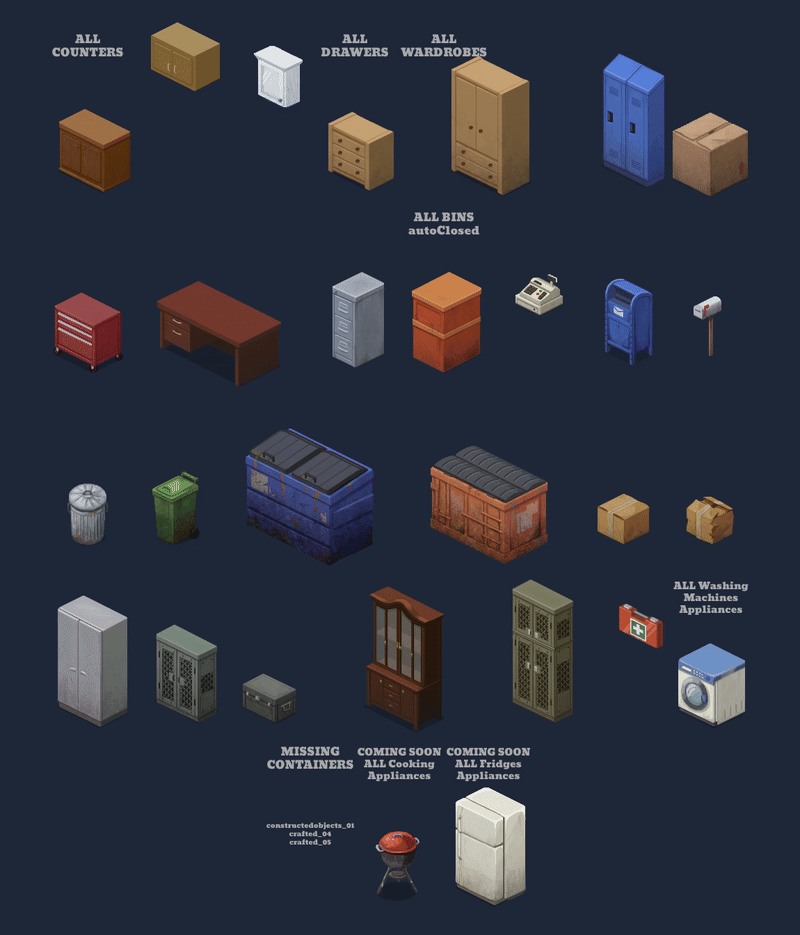 ALL
COUNTERS
ALL
DRAWERS
ALL
WARDROBES
ALL BINS
autoClosed
ALL Washing
Machines
Appliances
MISSING
CONTAINERS
COMING SOON
ALL Cooking
Appliances
COMING SOON
ALL Fridges
Appliances
constructedobjects_01
crafted_04
crafted_05